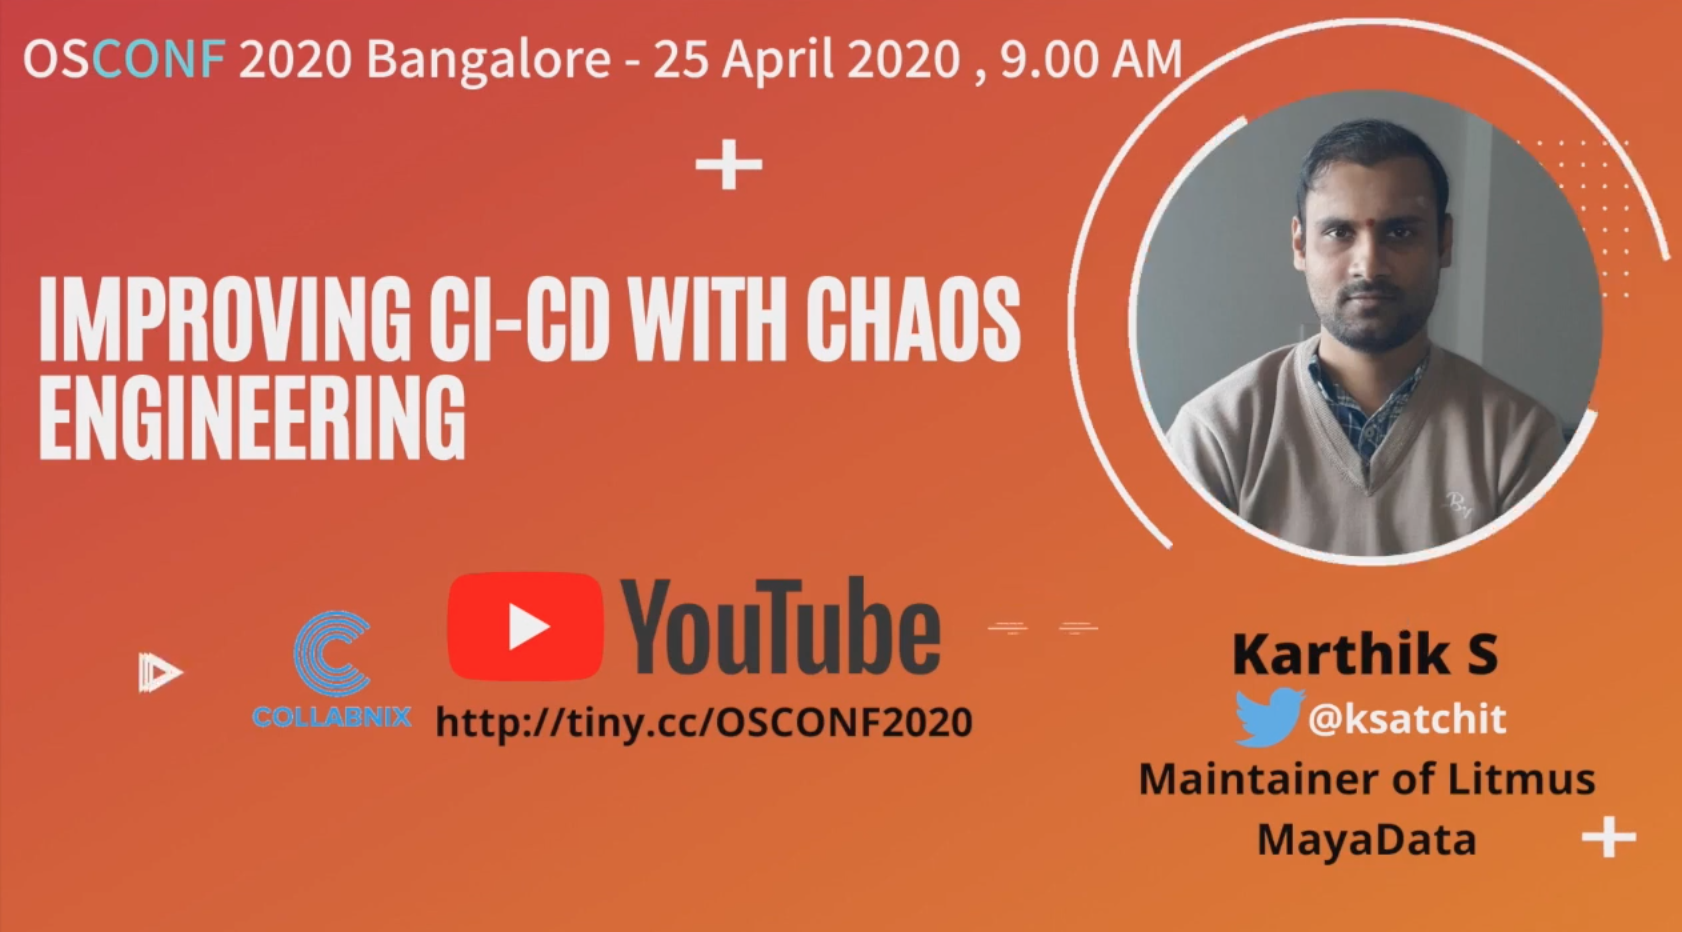 OSCONF 2020 Bangalore - 25 April 2020 , 9.00 AM
IMPROVING CI-CD WITH CHAOS
ENGINEERING
YouTube
COLLABNIX
http://tiny.cc/OSCONF2020
Karthik S
@ksatchit
Maintainer of Litmus
MayaData